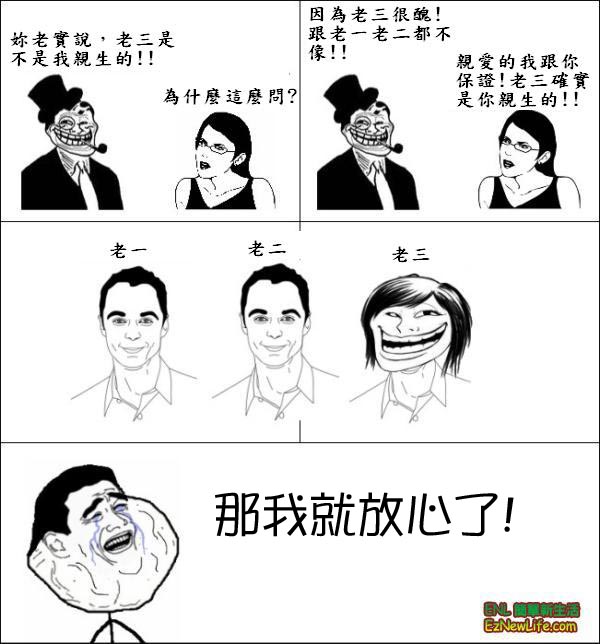 妳老實說，老三是
不是我親生的!!
為什麼這麼問?
因為老三很醜!
跟老一老二都不
像!!
親愛的我跟你
保證!老三確實
是你親生的!!
老一
老二
老三
那我就放心了!
ENL 簡單新生活
EzNewLife.com